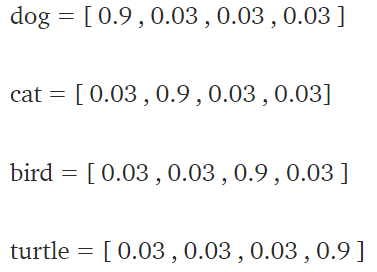 dog = [ 0.9 , 0.03 , 0.03 , 0.03 ]
cat = [ 0.03 , 0.9 , 0.03 , 0.03]
bird = [ 0.03 , 0.03 , 0.9 , 0.03 ]
turtle = [ 0.03 , 0.03 , 0.03 , 0.9 ]